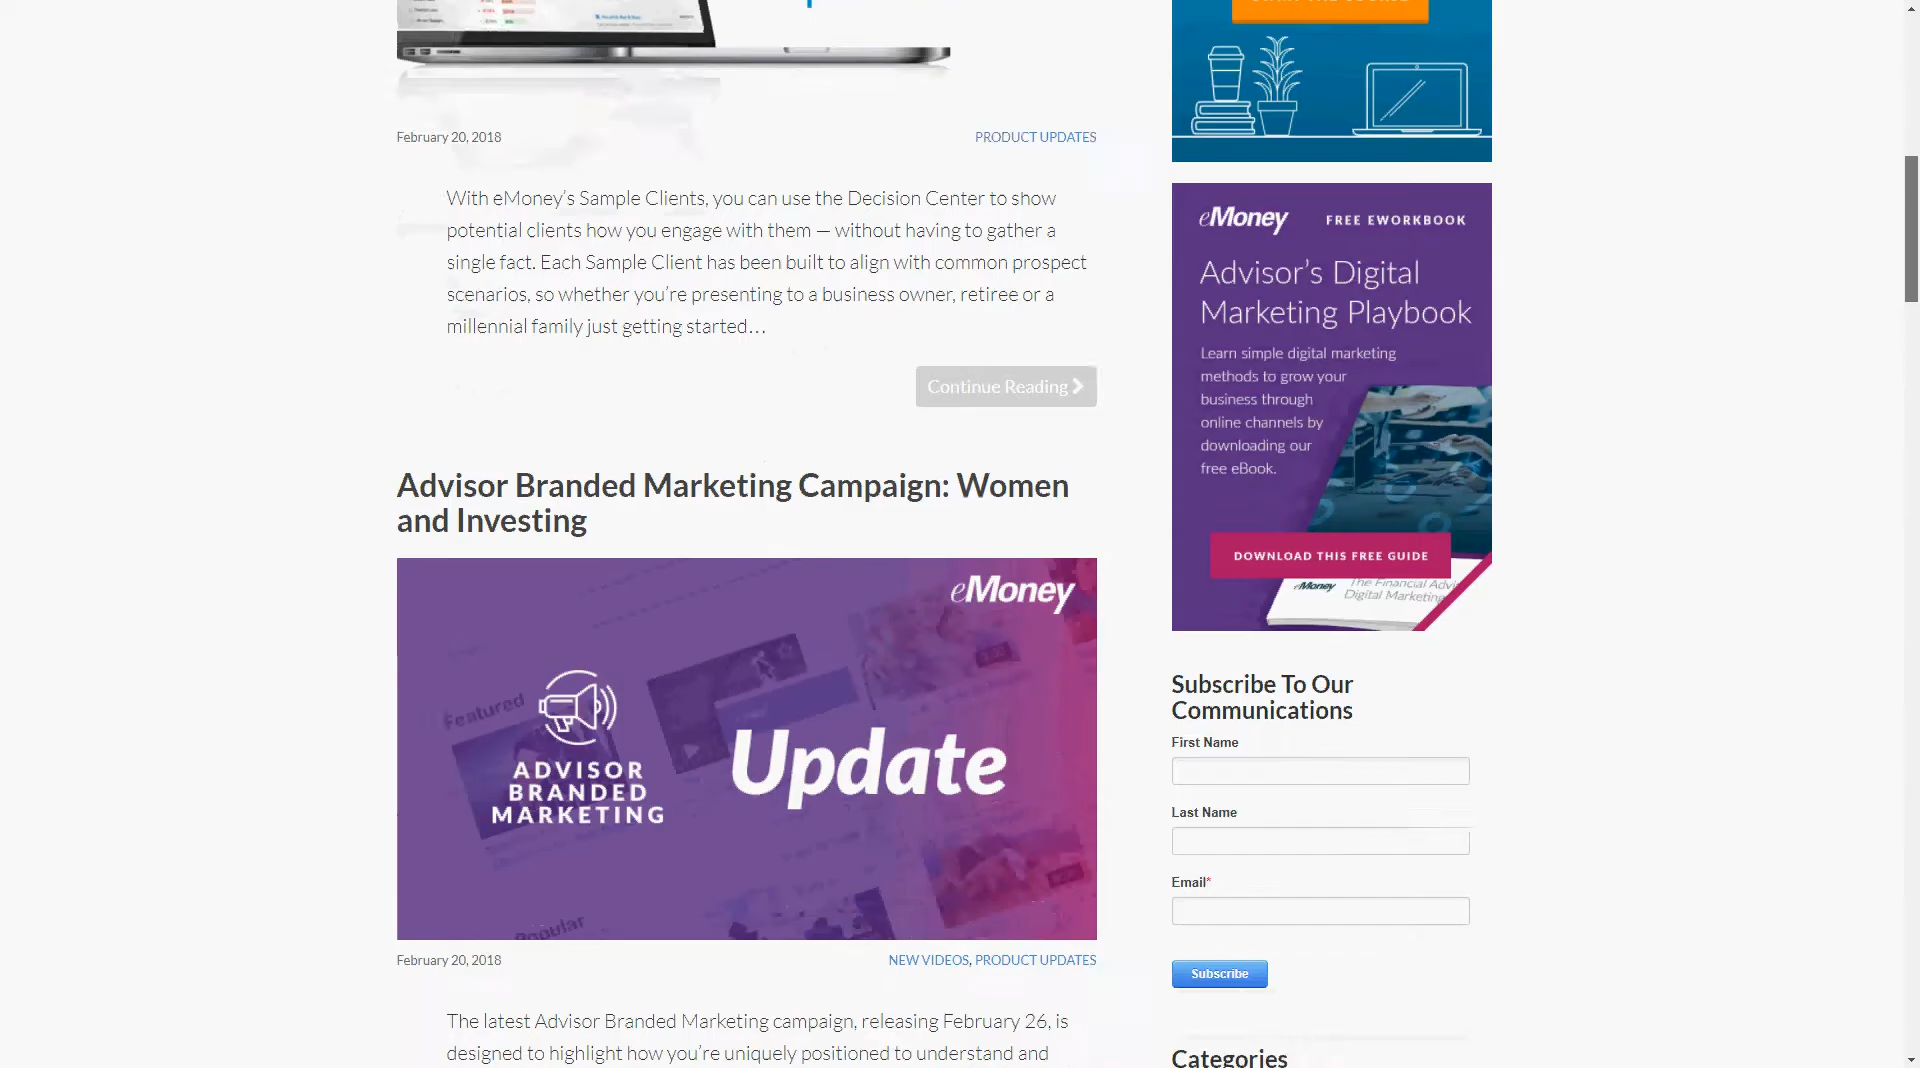 February 20, 2018
PRODUCT UPDATES
With eMoney’s Sample Clients, you can use the Decision Center to show
potential clients how you engage with them — without having to gather a
single fact. Each Sample Client has been built to align with common prospect
scenarios, so whether you’re presenting to a business owner, retiree or a
millennial family just getting started…
Continue Reading
Advisor Branded Marketing Campaign: Women
and Investing
eMoney
Featured
ADVISOR
BRANDED
MARKETING
Update
Popular
February 20, 2018
NEW VIDEOS, PRODUCT UPDATES
The latest Advisor Branded Marketing campaign, releasing February 26, is
designed to highlight how you’re uniquely positioned to understand and
eMoney
FREE EWORKBOOK
Advisor’s Digital
Marketing Playbook
Learn simple digital marketing
methods to grow your
business through
online channels by
downloading our
free eBook.
DOWNLOAD THIS FREE GUIDE
eMoney
The Financial Advi
Digital Marketing
Subscribe To Our
Communications
First Name
Last Name
Email*
Subscribe
Categories